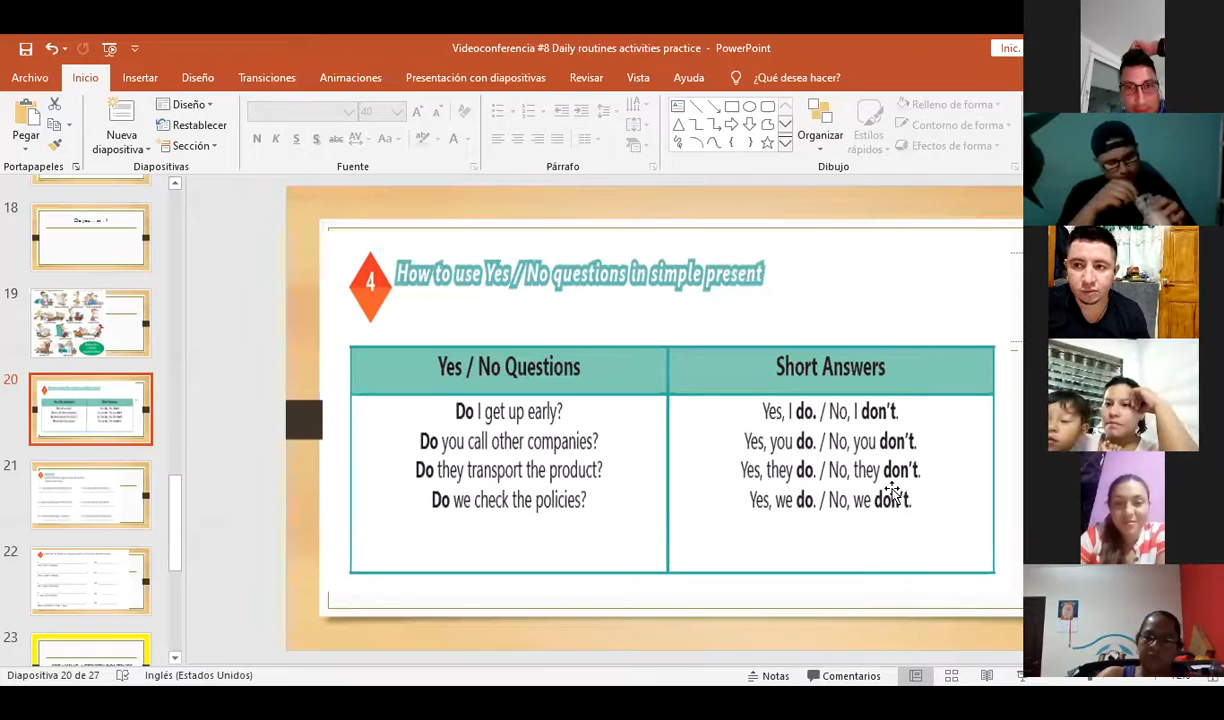 Videoconferencia #8 Daily routines activities practice - PowerPoint
Inic.
Archivo Inicio Insertar Diseño Transiciones Animaciones Presentación con diapositivas Revisar Vista Ayuda ¿Qué desea hacer?
Pegar
Nueva
diapositiva
Diseño
Restablecer
Sección
40
N K S abc AV Aa A
Organizar
Estilos
rápidos
Relleno de forma
Contorno de forma
Efectos de forma
Portapapeles Diapositivas Fuente Párrafo Dibujo
18
19
20
21
22
23
4
How to use Yes / No questions in simple present
Yes / No Questions Short Answers
Do I get up early? Yes, I do. / No, I don't.
Do you call other companies? Yes, you do. / No, you don't.
Do they transport the product? Yes, they do. / No, they don't.
Do we check the policies? Yes, we do. / No, we don't.
Diapositiva 20 de 27 Inglés (Estados Unidos) Notas Comentarios